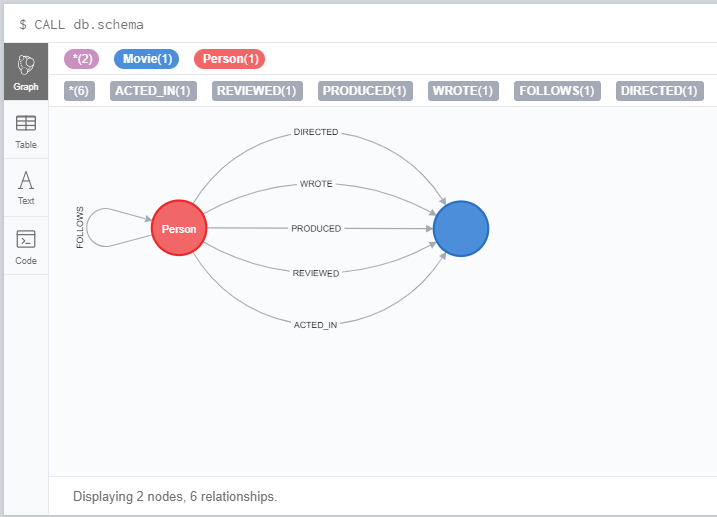 $ CALL db.schema
*(2) Movie(1) Person(1)
*(6) ACTED_IN(1) REVIEWED(1) PRODUCED(1) WROTE(1) FOLLOWS(1) DIRECTED(1)
Graph
Table
Text
Code
DIRECTED
WROTE
FOLLOWS
Person
PRODUCED
REVIEWED
ACTED_IN
Displaying 2 nodes, 6 relationships.